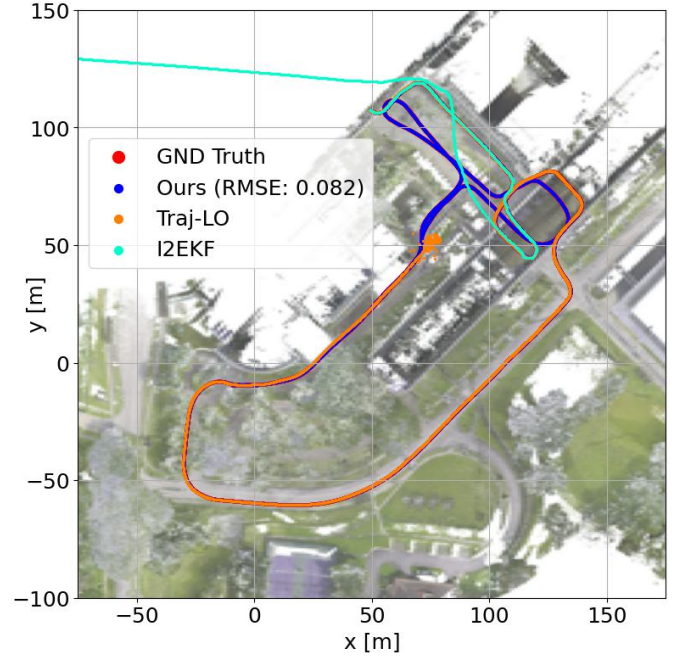 150
100
50
0
−50
−100
y [m]
GND Truth
Ours (RMSE: 0.082)
Traj-LO
I2EKF
−50 0 50 100 150
x [m]